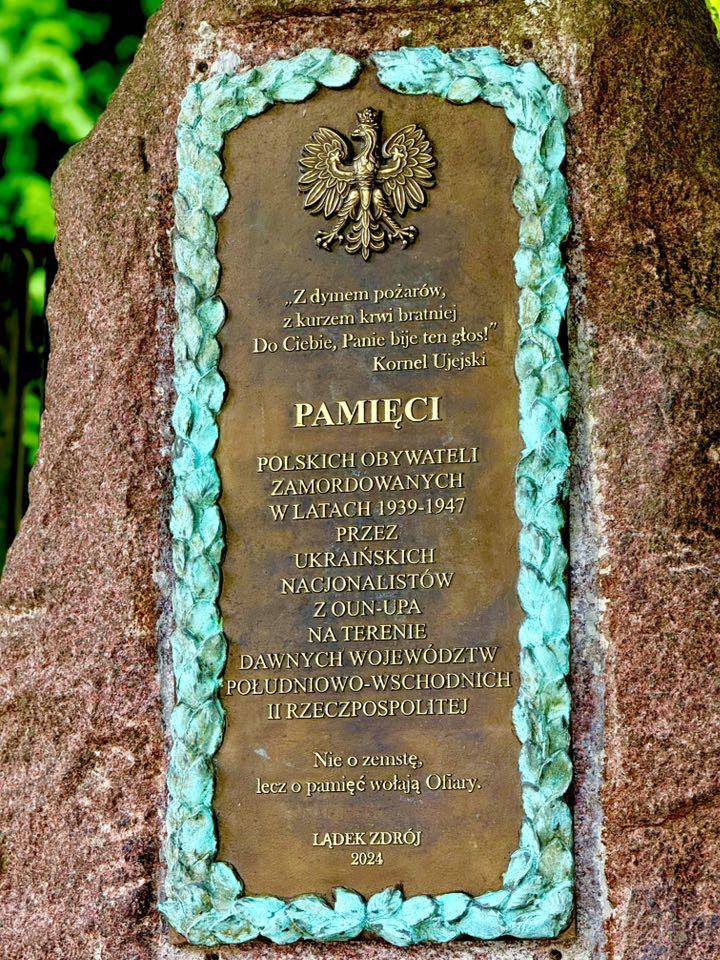 „Z dymem pożarów,
z kurzem krwi bratniej
Do Ciebie, Panie bije ten głos!”
Kornel Ujejski
PAMIĘCI
POLSKICH OBYWATELI
ZAMORDOWANYCH
W LATACH 1939-1947
PRZEZ
UKRAIŃSKICH
NACJONALISTÓW
Z OUN-UPA
NA TERENIE
DAWNYCH WOJEWÓDZTW
POŁUDNIOWO-WSCHODNICH
II RZECZPOSPOLITEJ
Nie o zemstę,
lecz o pamięć wołają Ofiary.
LĄDEK ZDRÓJ
2024